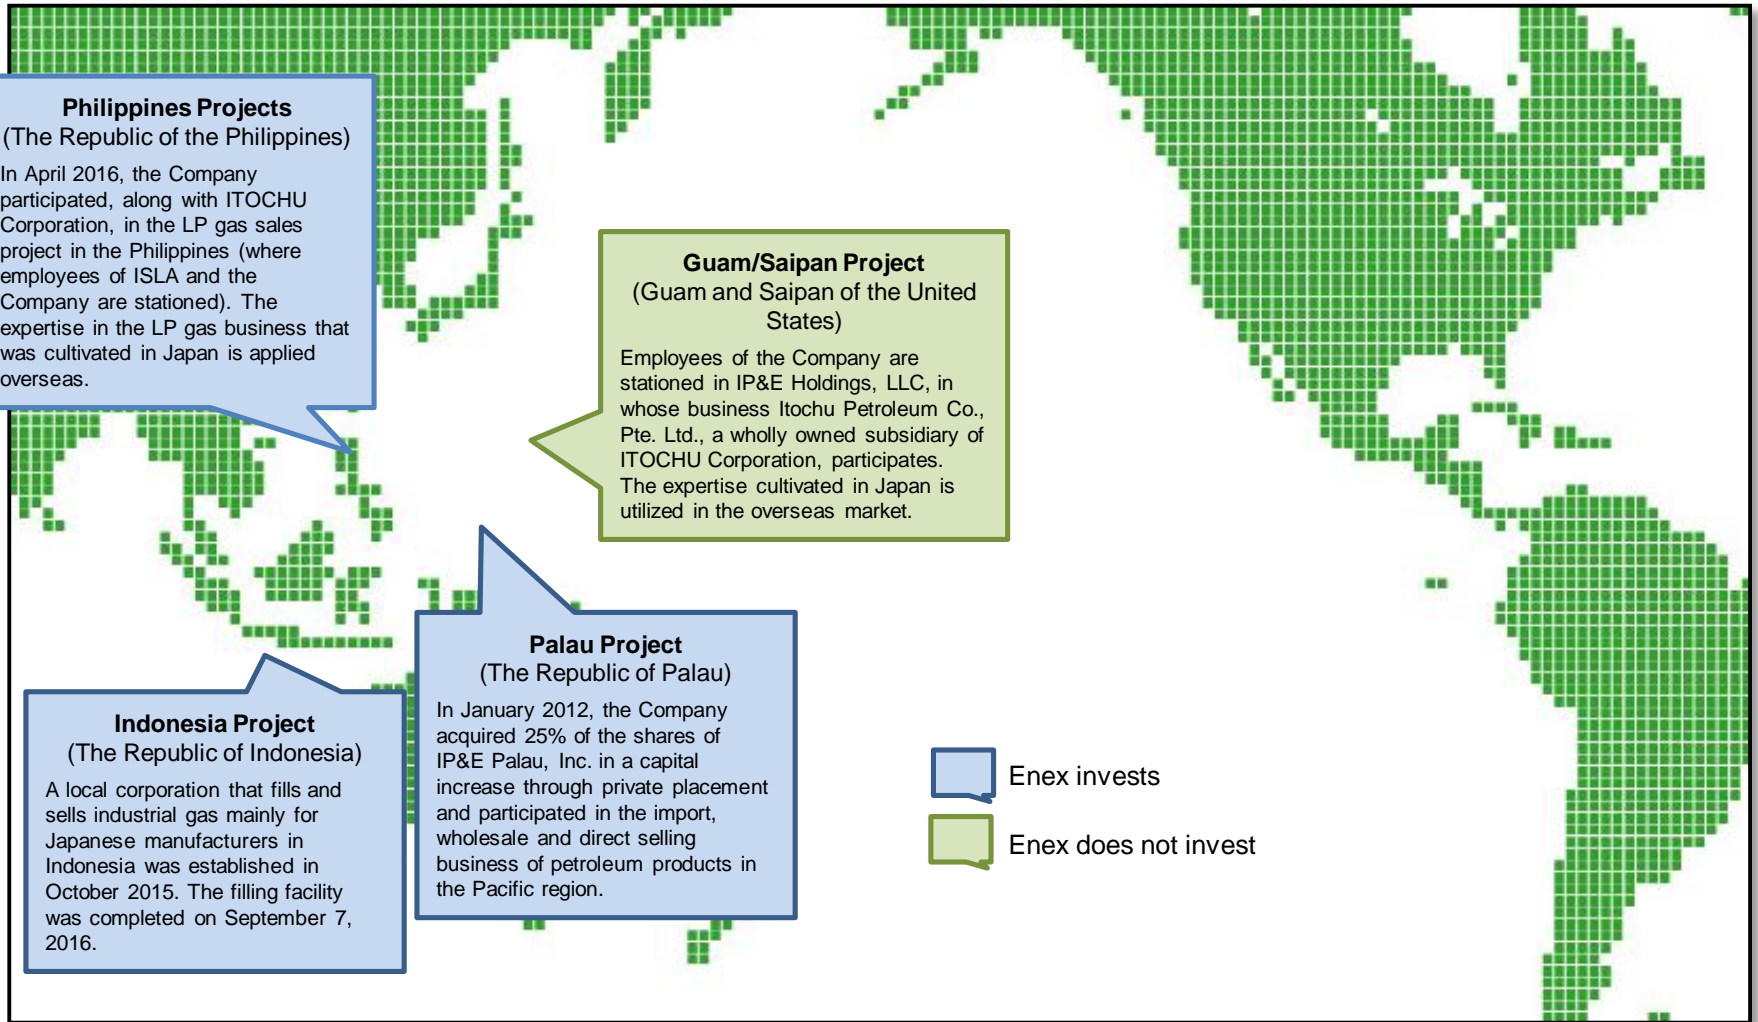 Philippines Projects
(The Republic of the Philippines)
In April 2016, the Company
participated, along with ITOCHU
Corporation, in the LP gas sales
project in the Philippines (where
employees of ISLA and the
Company are stationed). The
expertise in the LP gas business that
was cultivated in Japan is applied
overseas.
Guam/Saipan Project
(Guam and Saipan of the United
States)
Employees of the Company are
stationed in IP&E Holdings, LLC, in
whose business Itochu Petroleum Co.,
Pte. Ltd., a wholly owned subsidiary of
ITOCHU Corporation, participates.
The expertise cultivated in Japan is
utilized in the overseas market.
Palau Project
(The Republic of Palau)
In January 2012, the Company
acquired 25% of the shares of
IP&E Palau, Inc. in a capital
increase through private placement
and participated in the import,
wholesale and direct selling
business of petroleum products in
the Pacific region.
Indonesia Project
(The Republic of Indonesia)
A local corporation that fills and
sells industrial gas mainly for
Japanese manufacturers in
Indonesia was established in
October 2015. The filling facility
was completed on September 7,
2016.
Enex invests
Enex does not invest